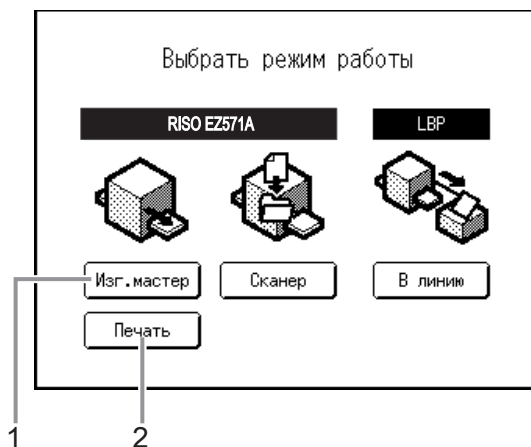 Выбрать режим работы
RISO EZ571A LBP
Изг.мастер Сканер В линию
Печать
1 2